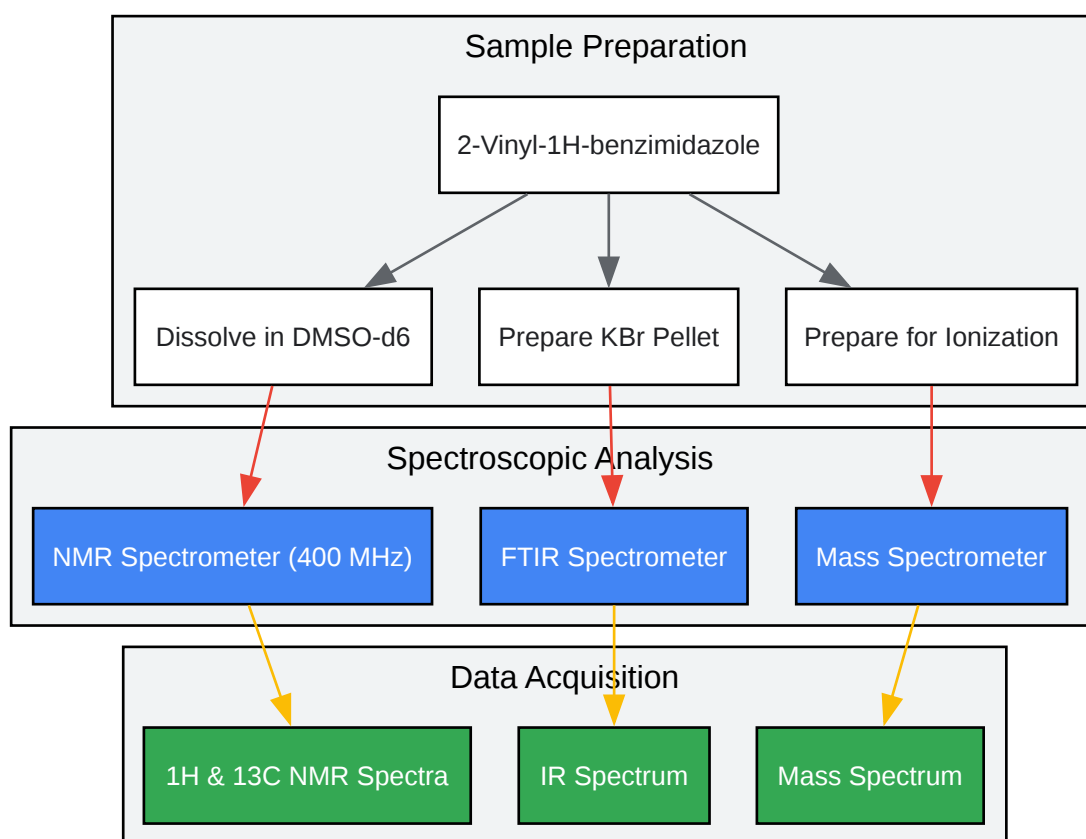 Sample Preparation
2-Vinyl-1H-benzimidazole
Dissolve in DMSO-d6
Prepare KBr Pellet
Prepare for Ionization
Spectroscopic Analysis
NMR Spectrometer (400 MHz)
FTIR Spectrometer
Mass Spectrometer
Data Acquisition
1H & 13C NMR Spectra
IR Spectrum
Mass Spectrum